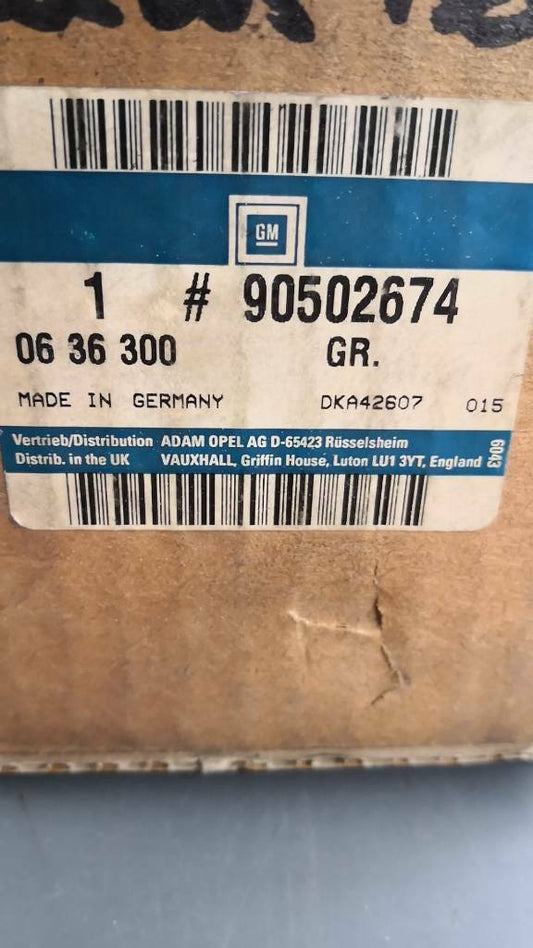 GM
1 # 90502674
06 36 300 GR.
MADE IN GERMANY DKA42607 015
Vertrieb/Distribution ADAM OPEL AG D-65423 Rüsselsheim
Distrib. in the UK VAUXHALL, Griffin House, Luton LU1 3YT, England
6043